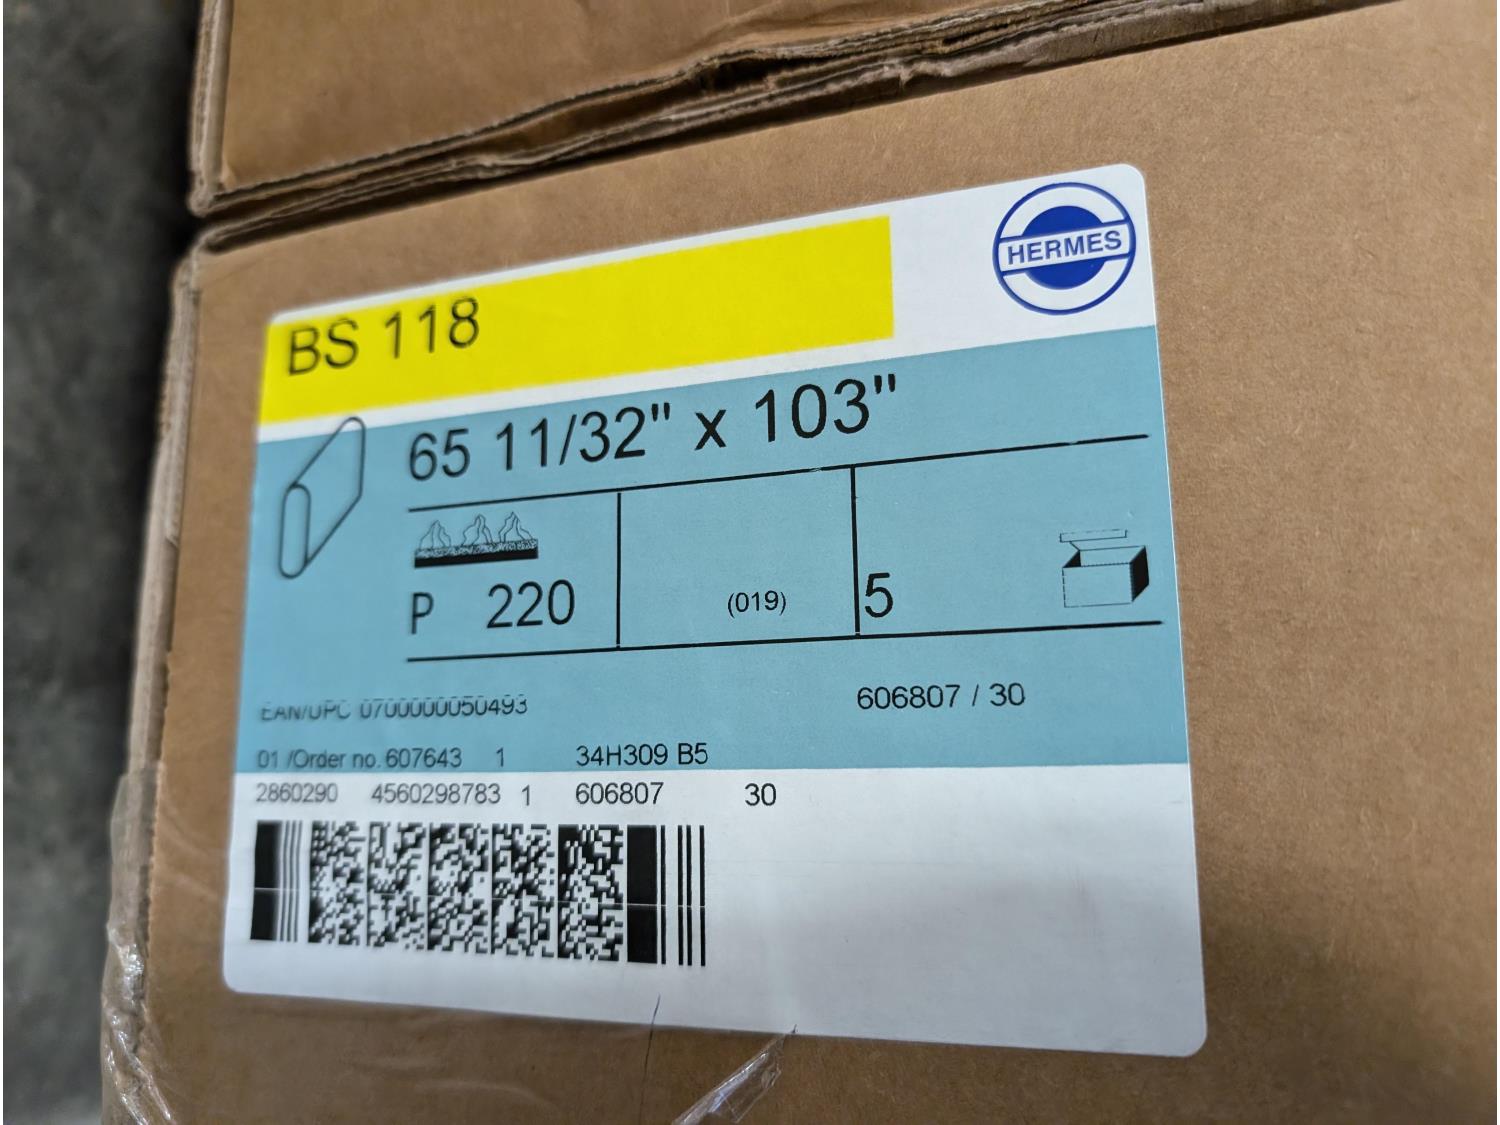 HERMES
BS 118
65 11/32" x 103"
P 220
(019)
5
EAN/UPC 0700000050493
606807 / 30
01 /Order no. 607643 1 34H309 B5
2860290 4560298783 1 606807 30